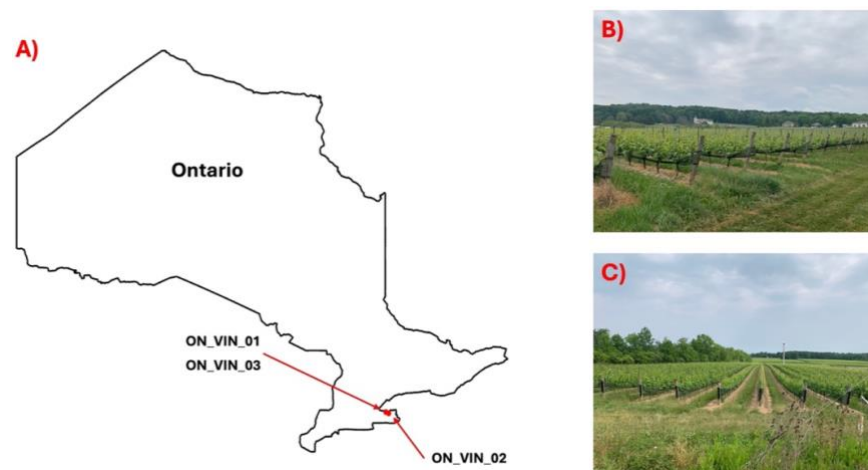 A)
Ontario
ON_VIN_01
ON_VIN_03
ON_VIN_02
B)
C)